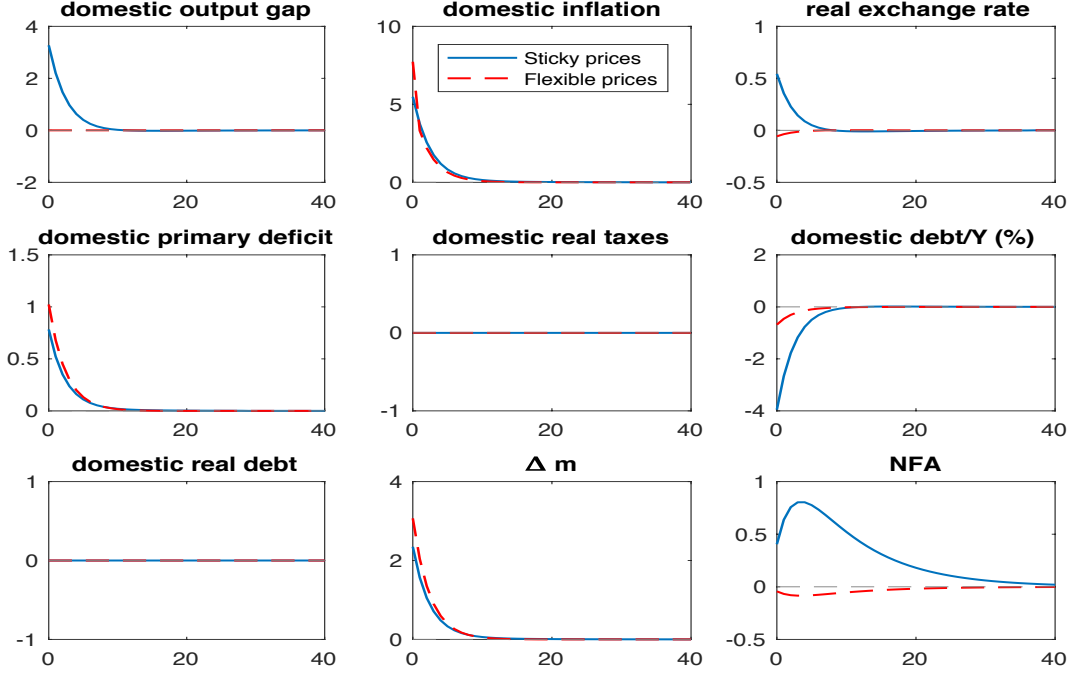 domestic output gap
4
2
0
-2
0 20 40
domestic inflation
10
5
0
0 20 40
Sticky prices
Flexible prices
real exchange rate
1
0.5
0
-0.5
0 20 40
domestic primary deficit
1.5
1
0.5
0
0 20 40
domestic real taxes
1
0
-1
0 20 40
domestic debt/Y (%)
2
0
-2
-4
0 20 40
domestic real debt
1
0
-1
0 20 40
Δ m
4
2
0
0 20 40
NFA
1
0.5
0
-0.5
0 20 40